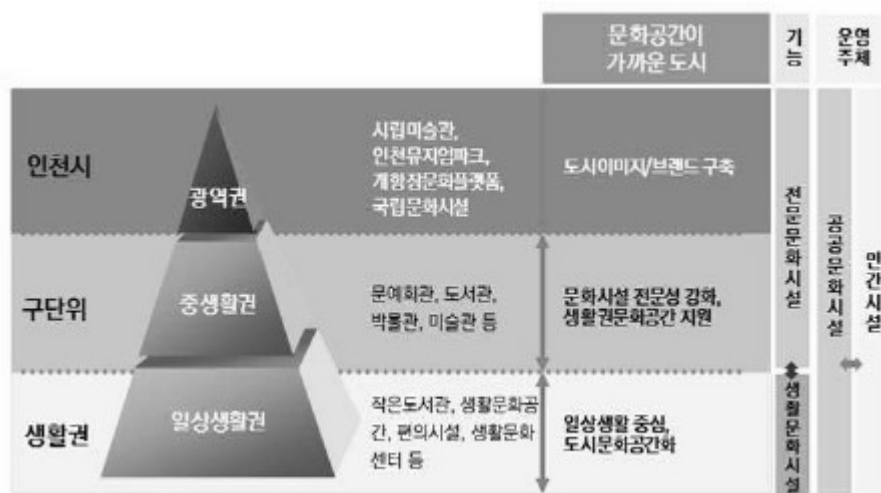 문화공간이
가까운 도시
기능
운영
주체
인천시
광역권
시립미술관,
인천뮤지엄파크,
개항장문화플랫폼,
국립문화시설
도시이미지/브랜드 구축
구단위
중생활권
문예회관, 도서관,
박물관, 미술관 등
문화시설 전문성 강화,
생활권문화공간 지원
생활권
일상생활권
작은도서관, 생활문화공
간, 편의시설, 생활문화
센터 등
일상생활 중심,
도시문화공간화
전문문화시설
생활문화시설
공공문화시설
민간시설